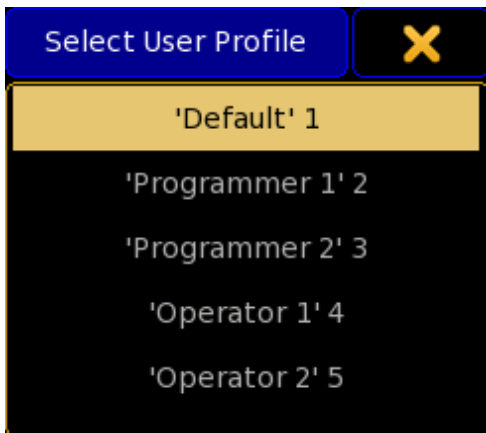 Select User Profile
'Default' 1
'Programmer 1' 2
'Programmer 2' 3
'Operator 1' 4
'Operator 2' 5